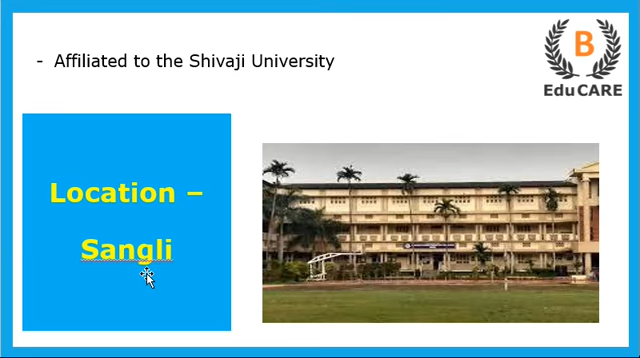 - Affiliated to the Shivaji University
B
EduCARE
Location –
Sangli